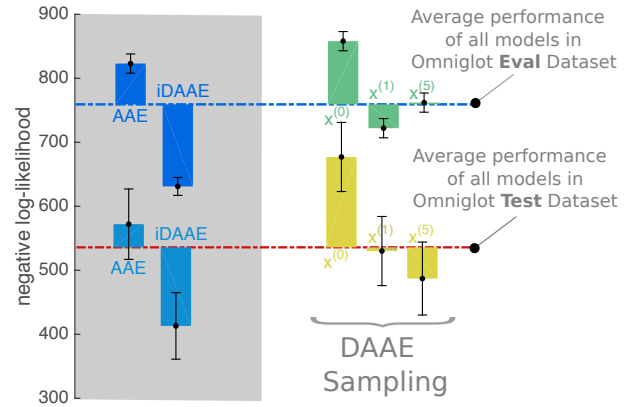 900
800
700
600
500
400
300
negative log-likelihood
AAE
iDAAE
AAE
iDAAE
x(0)
x(1)
x(5)
x(0)
x(1)
x(5)
Average performance
of all models in
Omniglot Eval Dataset
Average performance
of all models in
Omniglot Test Dataset
DAAE
Sampling